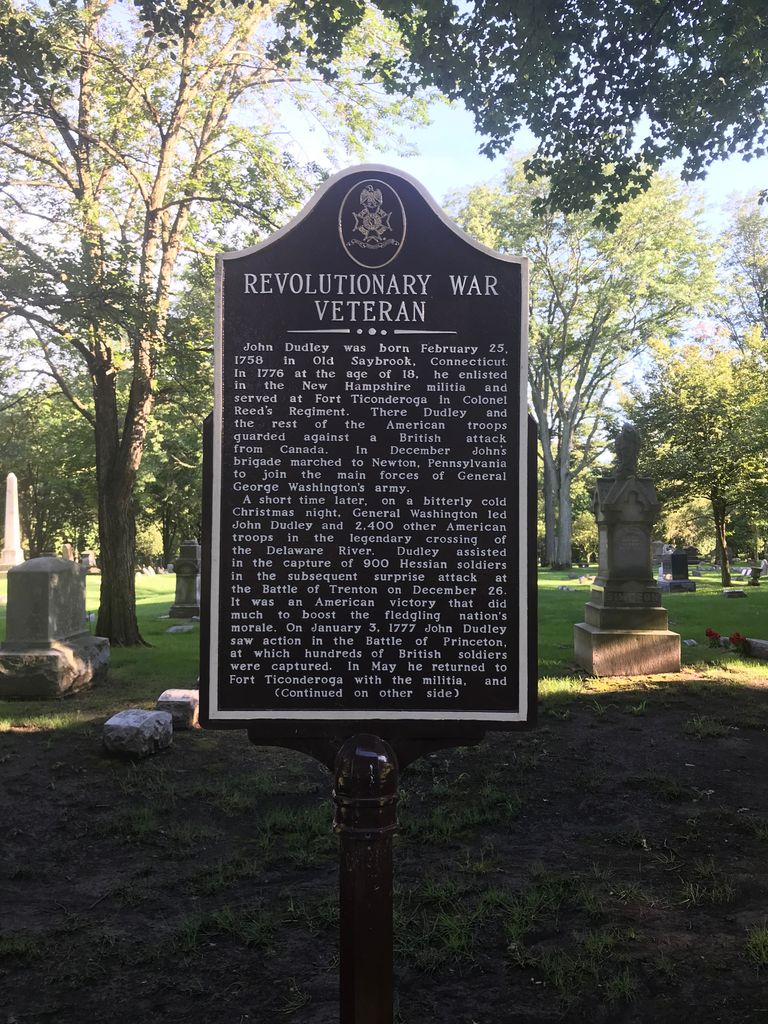 REVOLUTIONARY WAR
VETERAN
John Dudley was born February 25,
1758 in Old Saybrook, Connecticut.
In 1776 at the age of 18, he enlisted
in the New Hampshire militia and
served at Fort Ticonderoga in Colonel
Reed's Regiment. There Dudley and
the rest of the American troops
guarded against a British attack
from Canada. In December John's
brigade marched to Newton, Pennsylvania
to join the main forces of General
George Washington's army.
A short time later, on a bitterly cold
Christmas night, General Washington led
John Dudley and 2,400 other American
troops in the legendary crossing of
the Delaware River. Dudley assisted
in the capture of 900 Hessian soldiers
in the subsequent surprise attack at
the Battle of Trenton on December 26.
It was an American victory that did
much to boost the fledgling nation's
morale. On January 3, 1777 John Dudley
saw action in the Battle of Princeton,
at which hundreds of British soldiers
were captured. In May he returned to
Fort Ticonderoga with the militia, and
(Continued on other side)